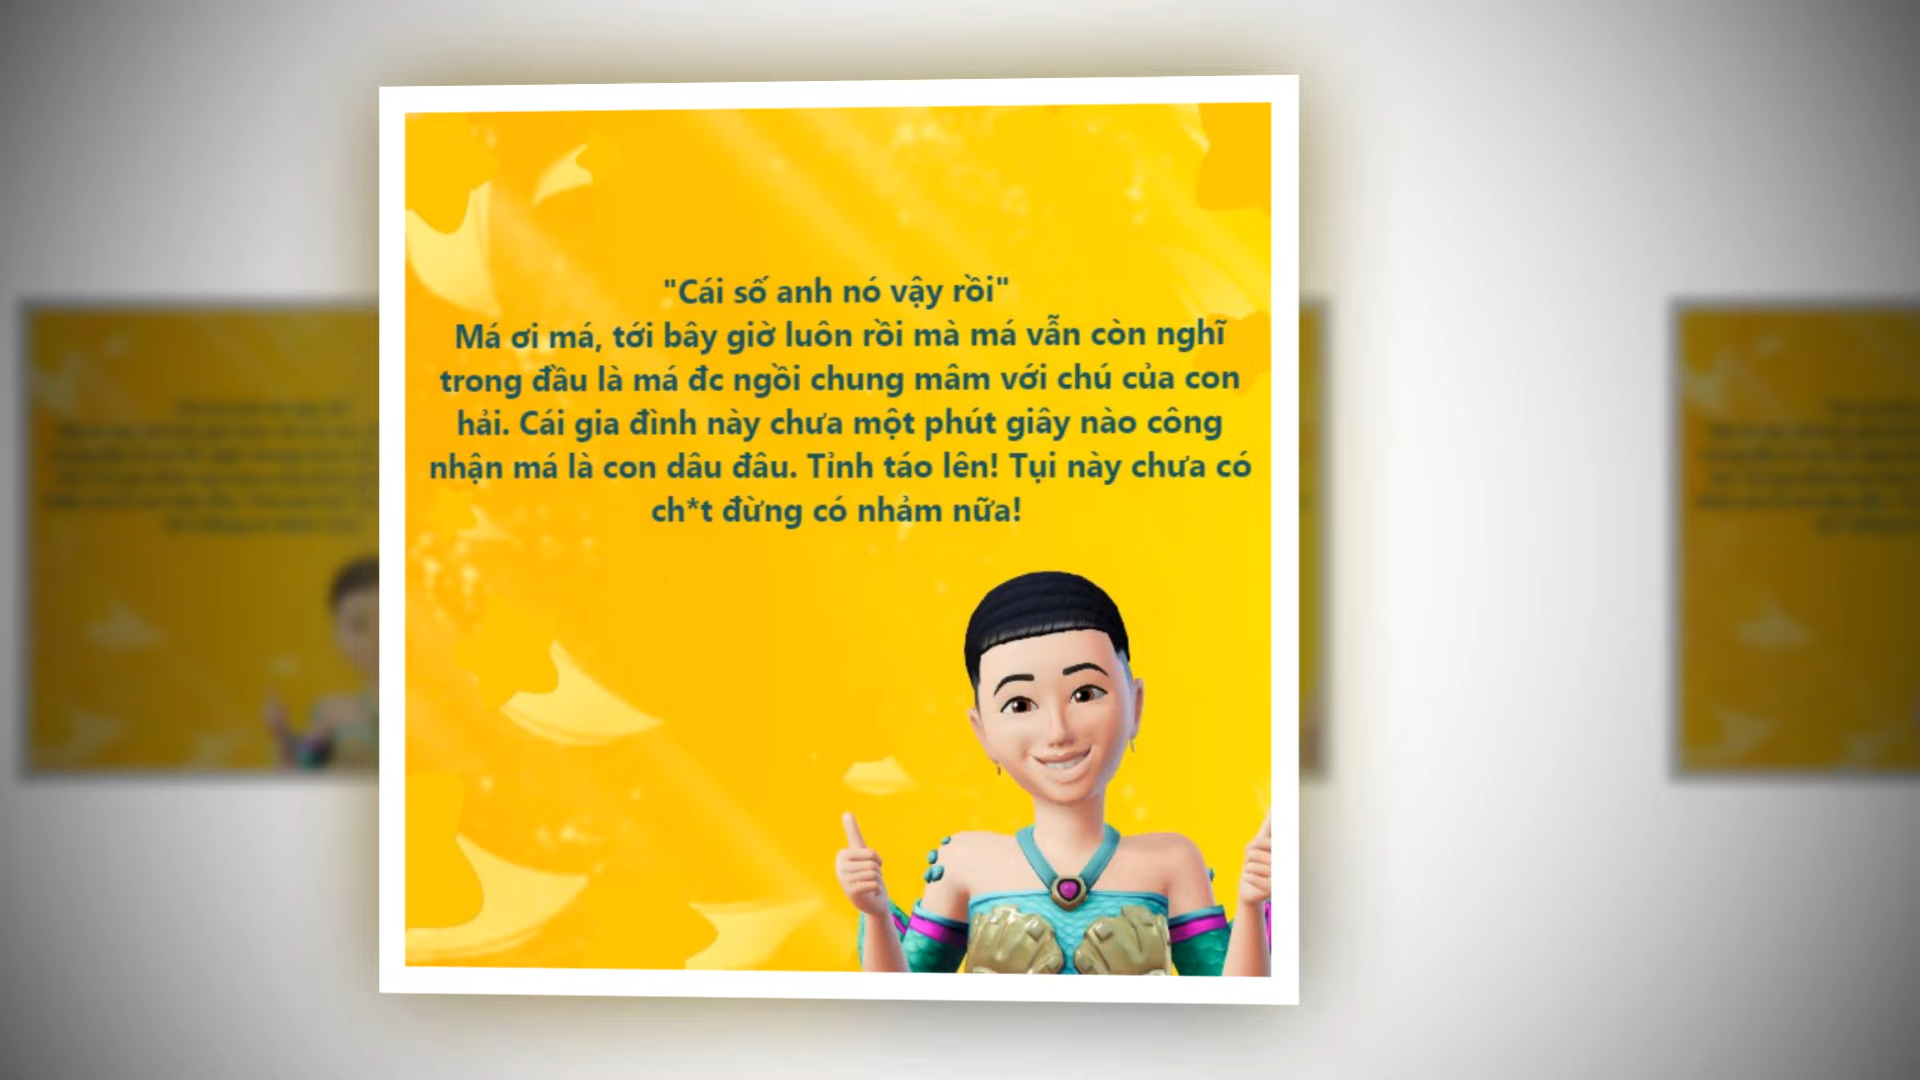 "Cái số anh nó vậy rồi"
Má ơi má, tới bây giờ luôn rồi mà má vẫn còn nghĩ
trong đầu là má đc ngồi chung mâm với chú của con
hải. Cái gia đình này chưa một phút giây nào công
nhận má là con dâu đâu. Tỉnh táo lên! Tụi này chưa có
ch*t đừng có nhảm nữa!